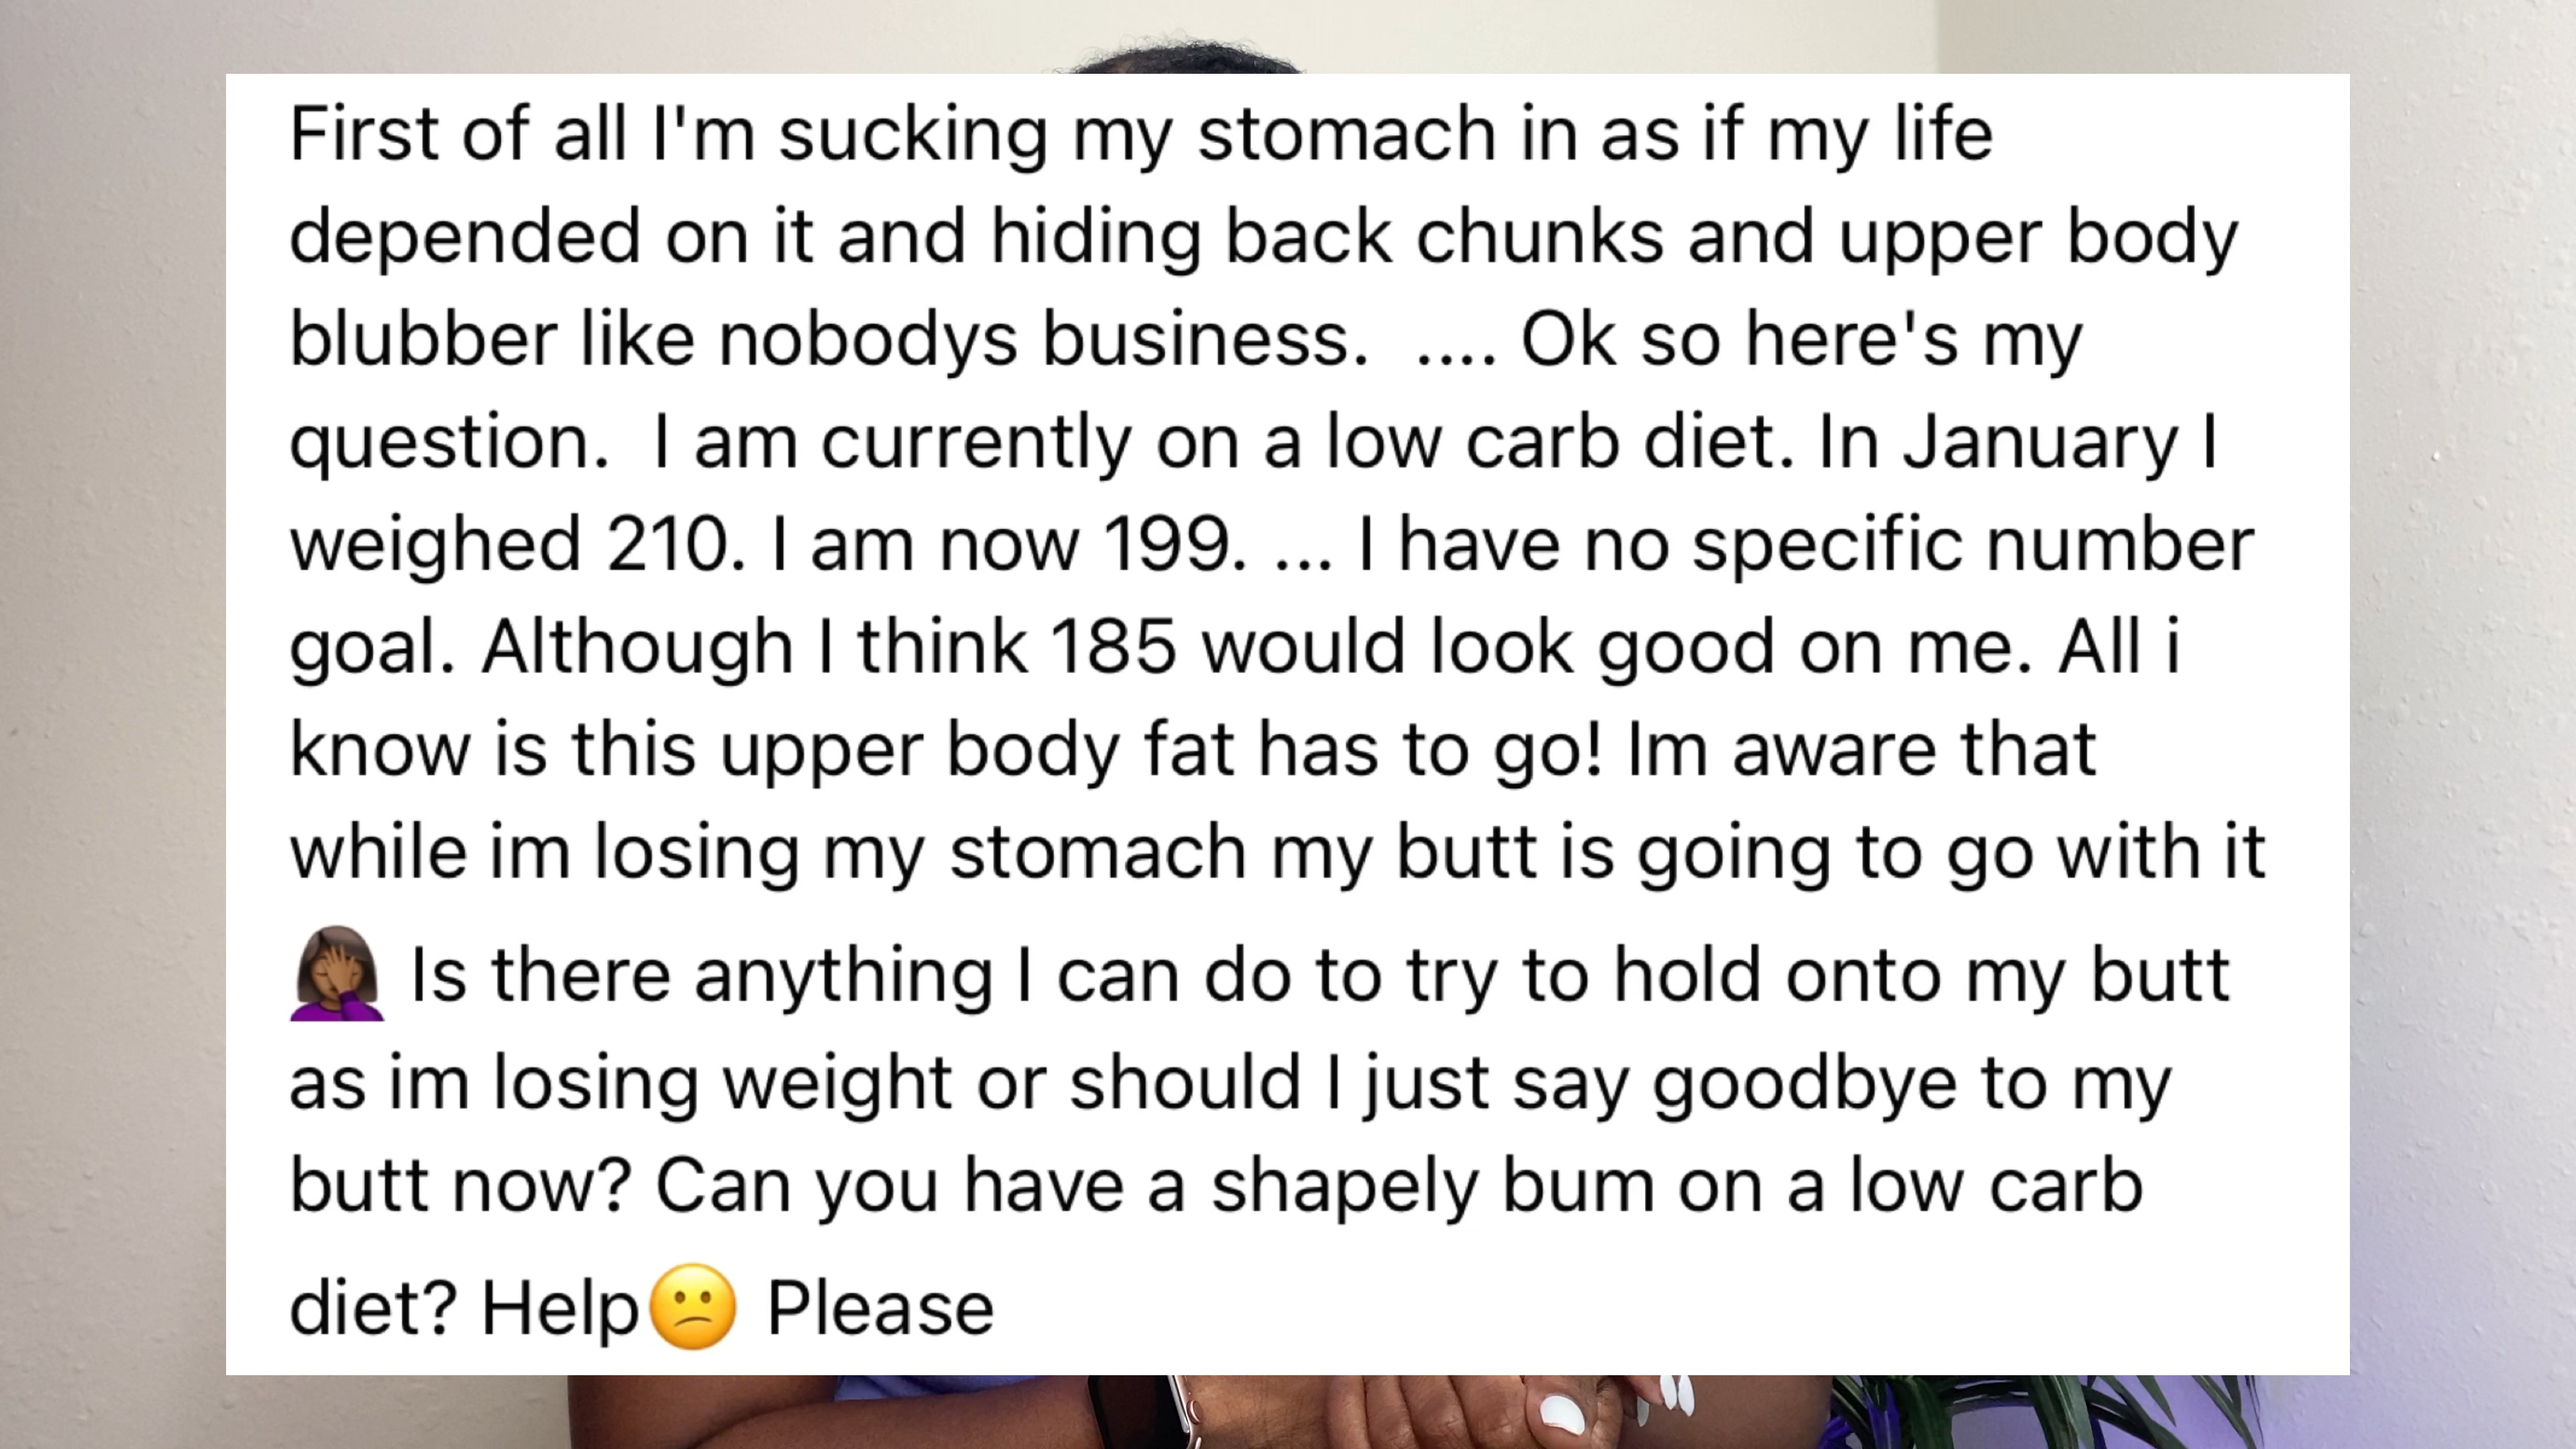 First of all I'm sucking my stomach in as if my life
depended on it and hiding back chunks and upper body
blubber like nobodys business.  .... Ok so here's my
question.  I am currently on a low carb diet. In January I
weighed 210. I am now 199. ... I have no specific number
goal. Although I think 185 would look good on me. All i
know is this upper body fat has to go! Im aware that
while im losing my stomach my butt is going to go with it
🤦🏾‍♀️ Is there anything I can do to try to hold onto my butt
as im losing weight or should I just say goodbye to my
butt now? Can you have a shapely bum on a low carb
diet? Help😕 Please